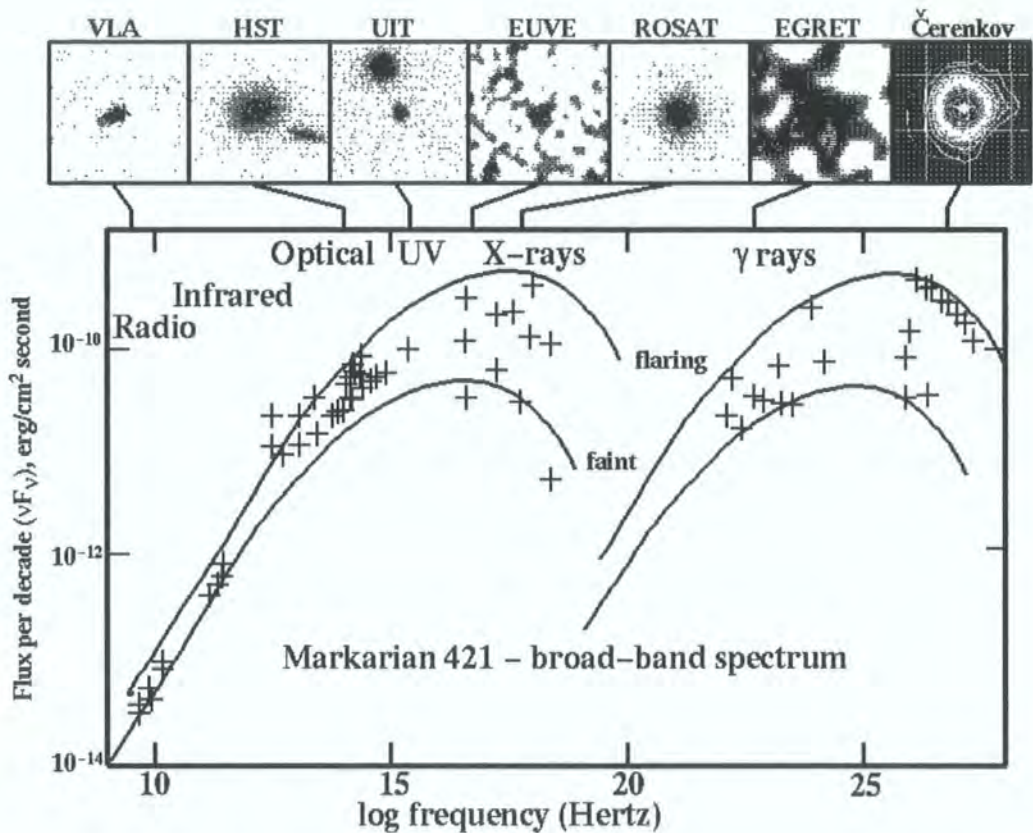 VLA HST UIT EUVE ROSAT EGRET Čerenkov
Optical UV X–rays γ rays
Infrared
Radio
flaring
faint
Markarian 421 – broad–band spectrum
Flux per decade (νFν), erg/cm² second
10⁻¹⁰
10⁻¹²
10⁻¹⁴
10 15 20 25
log frequency (Hertz)